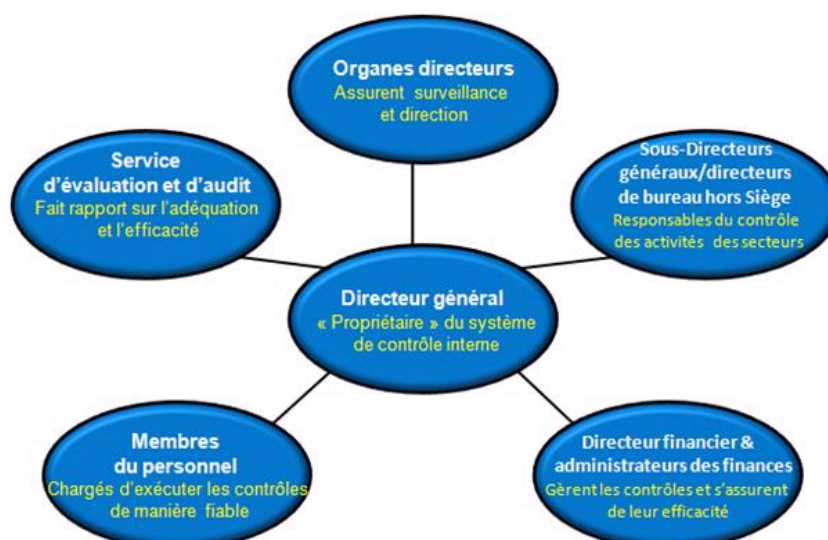 Organes directeurs
Assurent surveillance
et direction
Service
d'évaluation et d'audit
Fait rapport sur l'adéquation
et l'efficacité
Sous-Directeurs
généraux/directeurs
de bureau hors Siège
Responsables du contrôle
des activités des secteurs
Directeur général
« Propriétaire » du système
de contrôle interne
Membres
du personnel
Chargés d'exécuter les contrôles
de manière fiable
Directeur financier &
administrateurs des finances
Gèrent les contrôles et s'assurent
de leur efficacité